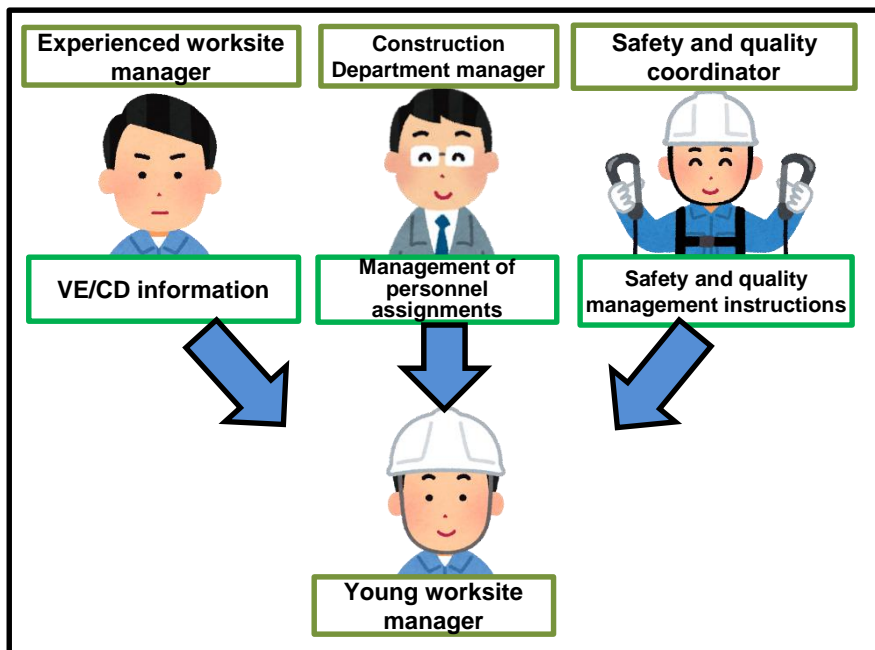 Experienced worksite
manager
Construction
Department manager
Safety and quality
coordinator
VE/CD information
Management of
personnel
assignments
Safety and quality
management instructions
Young worksite
manager